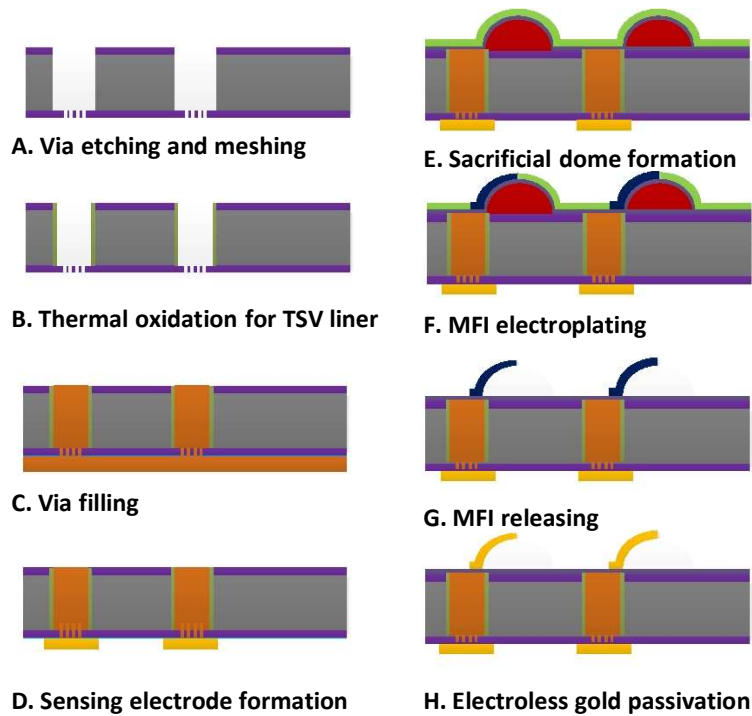 A. Via etching and meshing
B. Thermal oxidation for TSV liner
C. Via filling
D. Sensing electrode formation
E. Sacrificial dome formation
F. MFI electroplating
G. MFI releasing
H. Electroless gold passivation